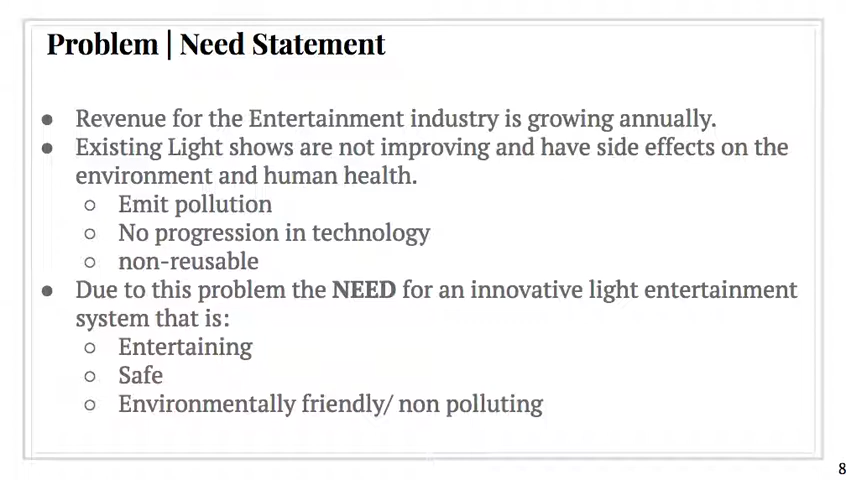 Problem | Need Statement
● Revenue for the Entertainment industry is growing annually.
● Existing Light shows are not improving and have side effects on the
environment and human health.
○ Emit pollution
○ No progression in technology
○ non-reusable
● Due to this problem the NEED for an innovative light entertainment
system that is:
○ Entertaining
○ Safe
○ Environmentally friendly/ non polluting
8